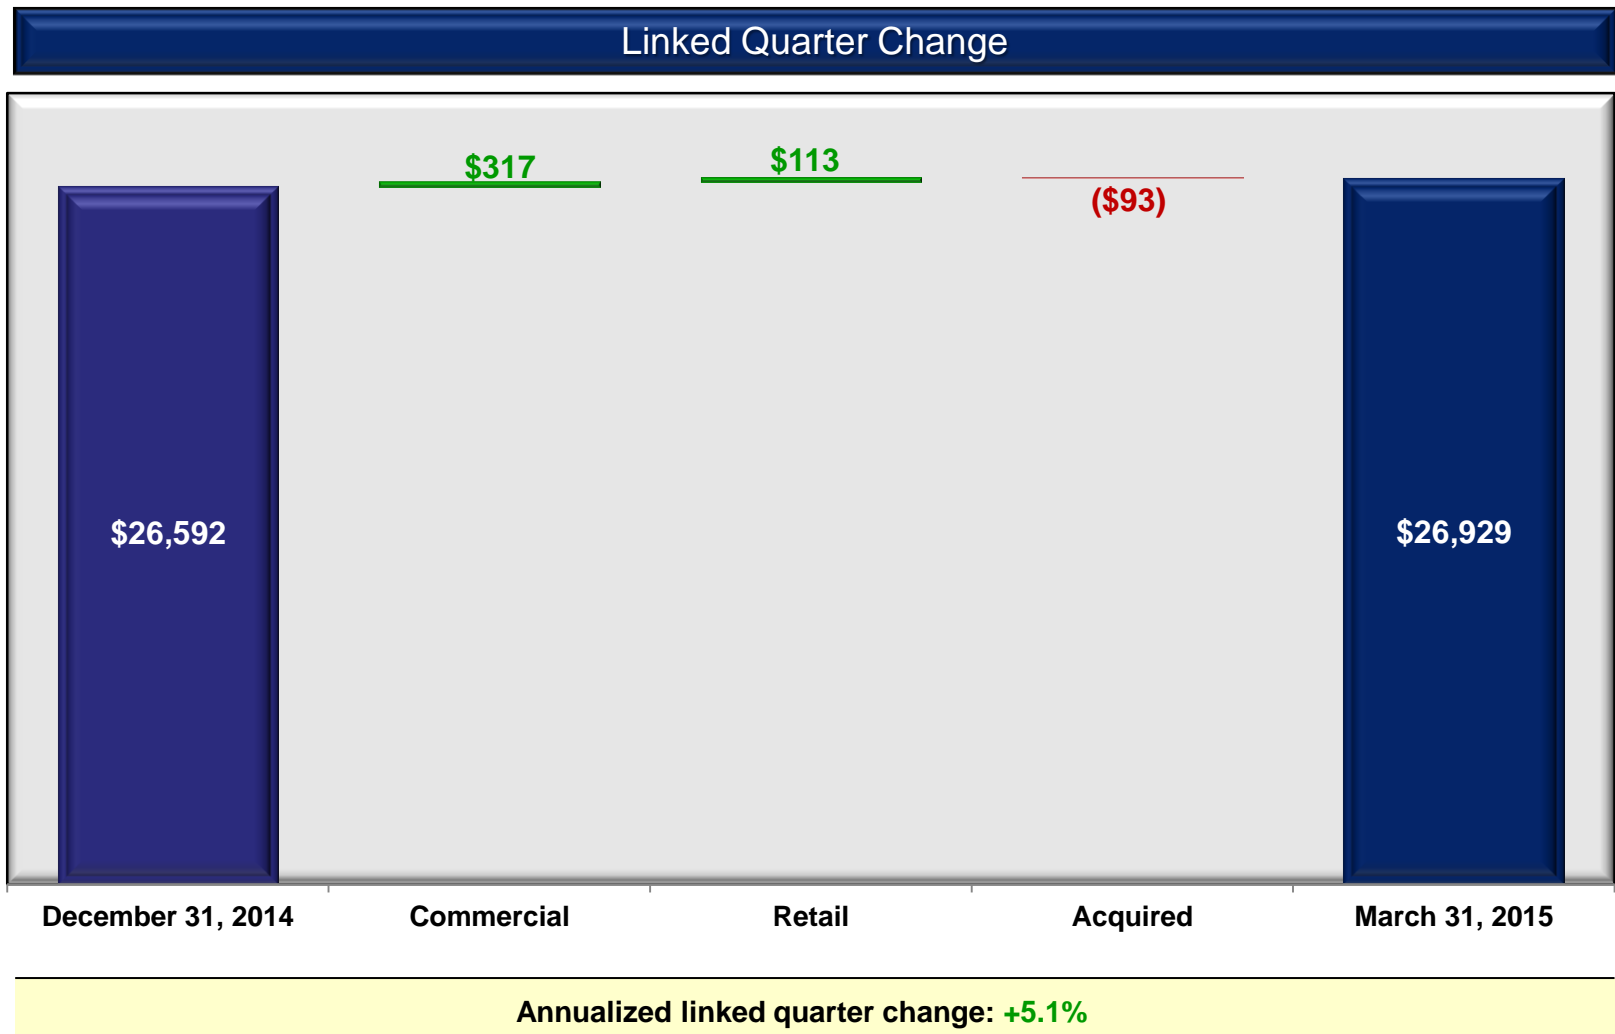 Linked Quarter Change
$317
$113
($93)
$26,592
$26,929
December 31, 2014
Commercial
Retail
Acquired
March 31, 2015
Annualized linked quarter change: +5.1%